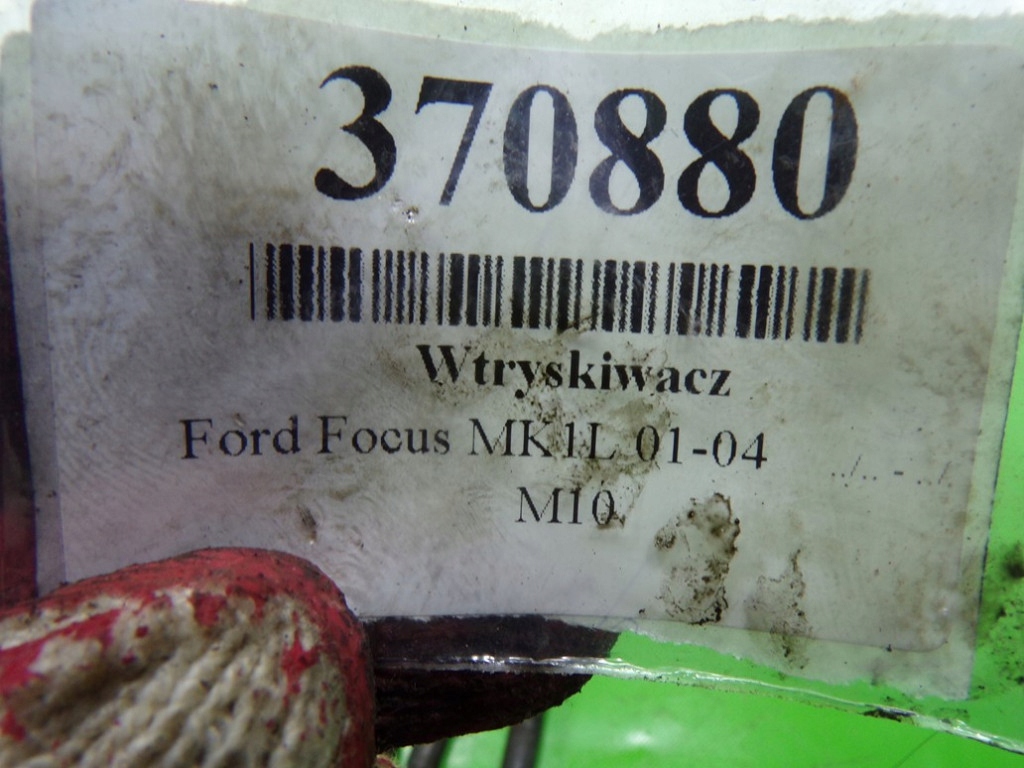 370880
Wtryskiwacz
Ford Focus MK1L 01-04 ../.. - ../
M10